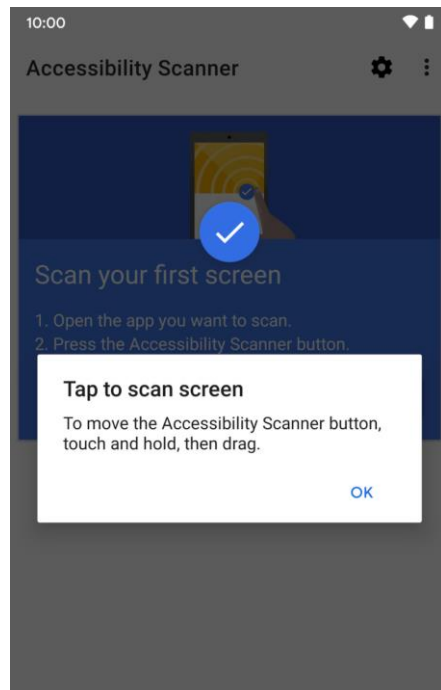 10:00
Accessibility Scanner
Scan your first screen
1. Open the app you want to scan.
2. Press the Accessibility Scanner button.
Tap to scan screen
To move the Accessibility Scanner button,
touch and hold, then drag.
OK